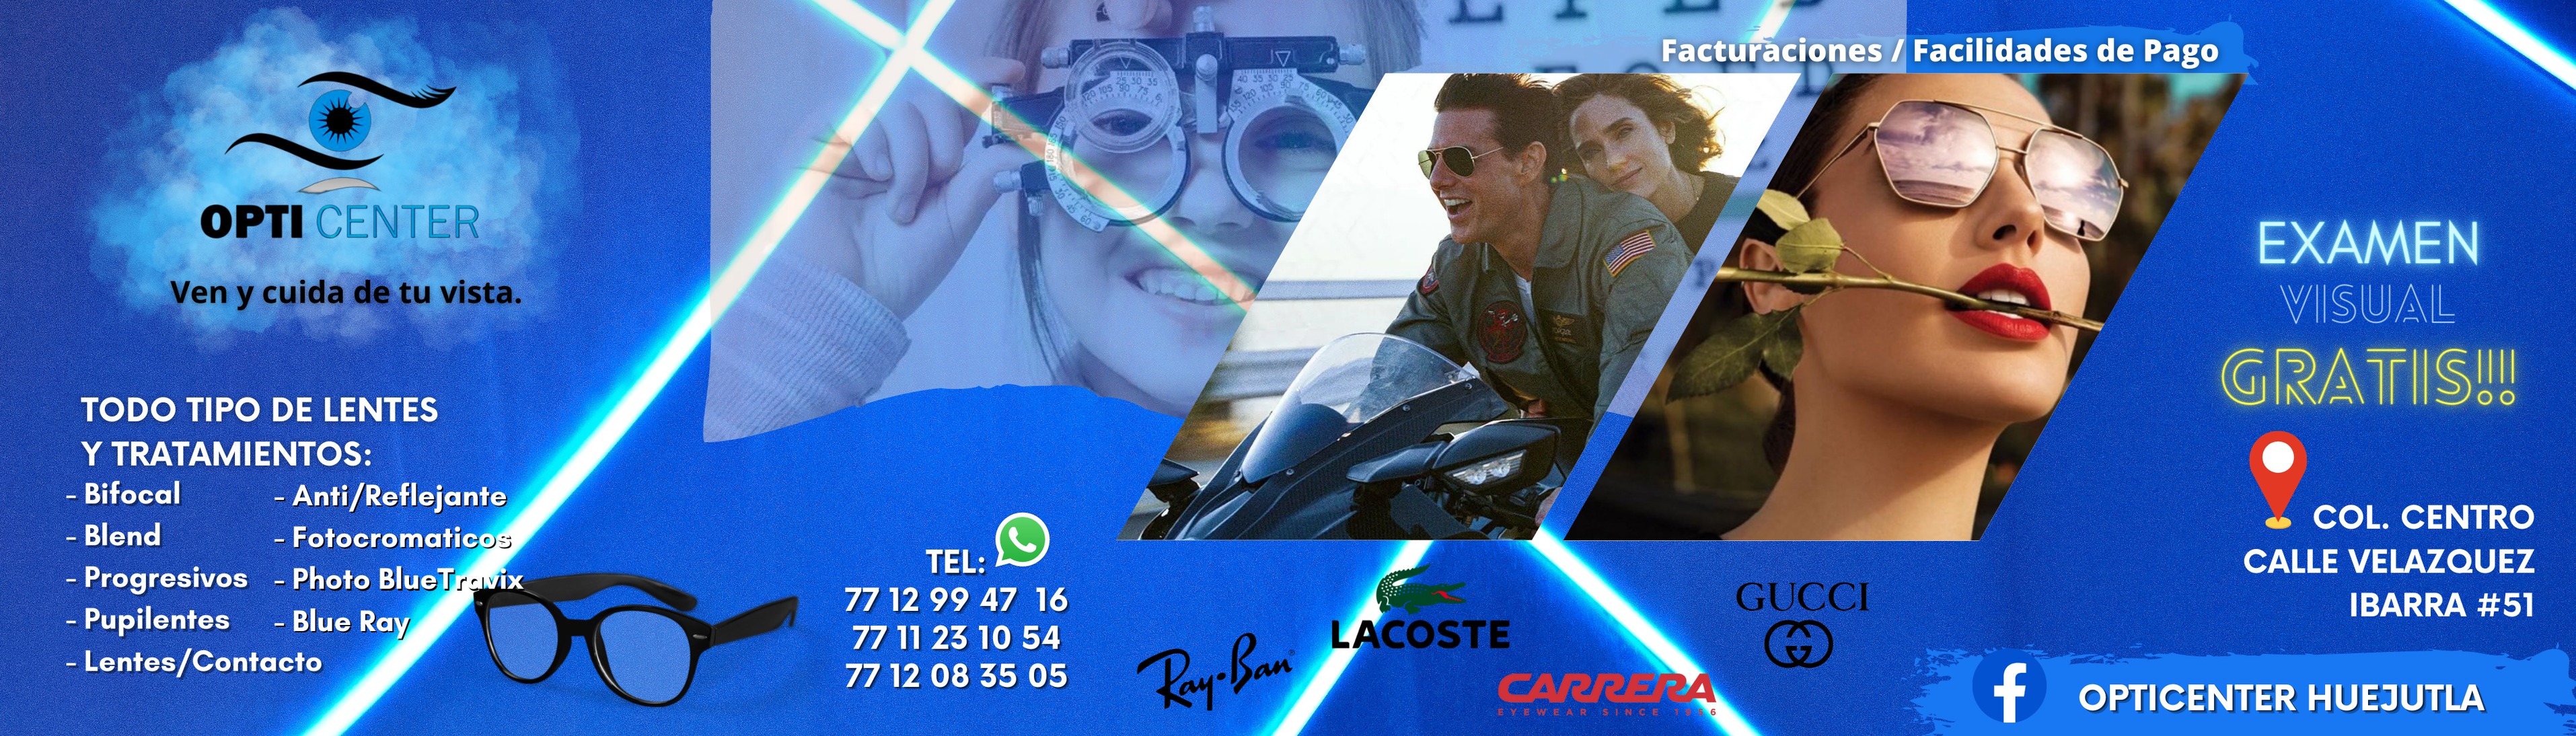 Facturaciones / Facilidades de Pago
OPTI CENTER
Ven y cuida de tu vista.
TODO TIPO DE LENTES
Y TRATAMIENTOS:
- Bifocal
- Blend
- Progresivos
- Pupilentes
- Lentes/Contacto
- Anti/Reflejante
- Fotocromaticos
- Photo BlueTravix
- Blue Ray
TEL:
77 12 99 47 16
77 11 23 10 54
77 12 08 35 05
Ray-Ban
LACOSTE
CARRERA
EYEWEAR SINCE 1956
GUCCI
EXAMEN
VISUAL
GRATIS!!!
COL. CENTRO
CALLE VELAZQUEZ
IBARRA #51
OPTICENTER HUEJUTLA